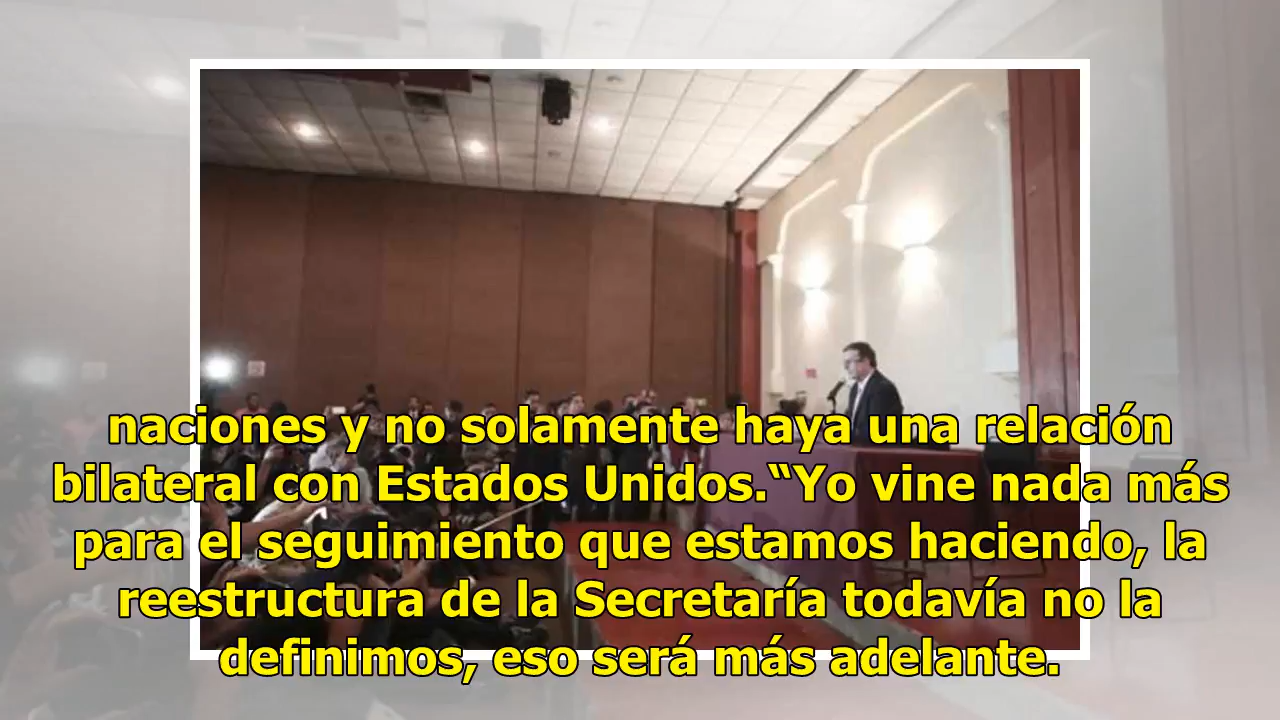 naciones y no solamente haya una relación
bilateral con Estados Unidos.“Yo vine nada más
para el seguimiento que estamos haciendo, la
reestructura de la Secretaría todavía no la
definimos, eso será más adelante.